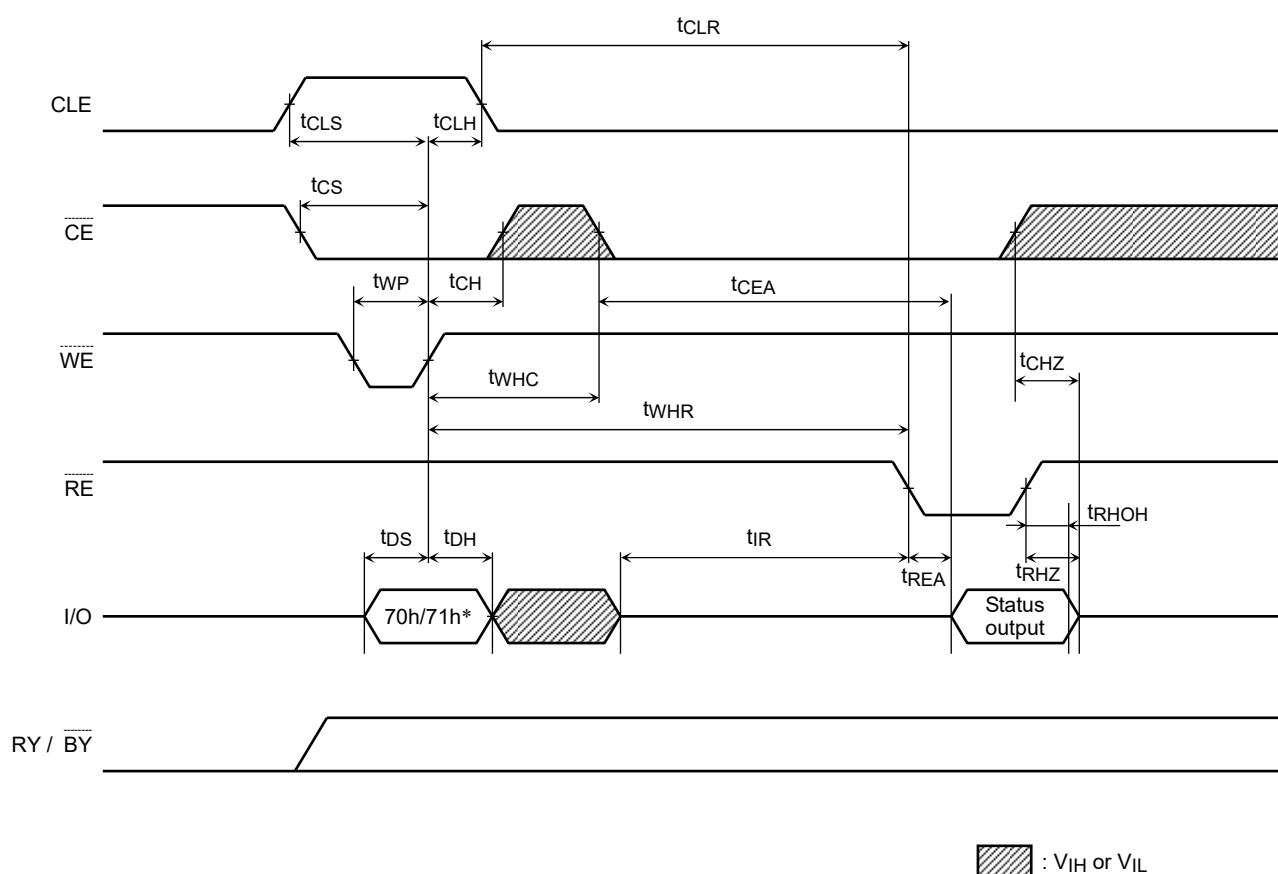 tCLR
CLE
tCLS
tCLH
tCS
CE
tWP
tCH
tCEA
WE
tCHZ
tWHC
tWHR
RE
tRHOH
tDS
tDH
tIR
tREA
tRHZ
I/O
70h/71h*
Status
output
RY / BY
: VIH or VIL